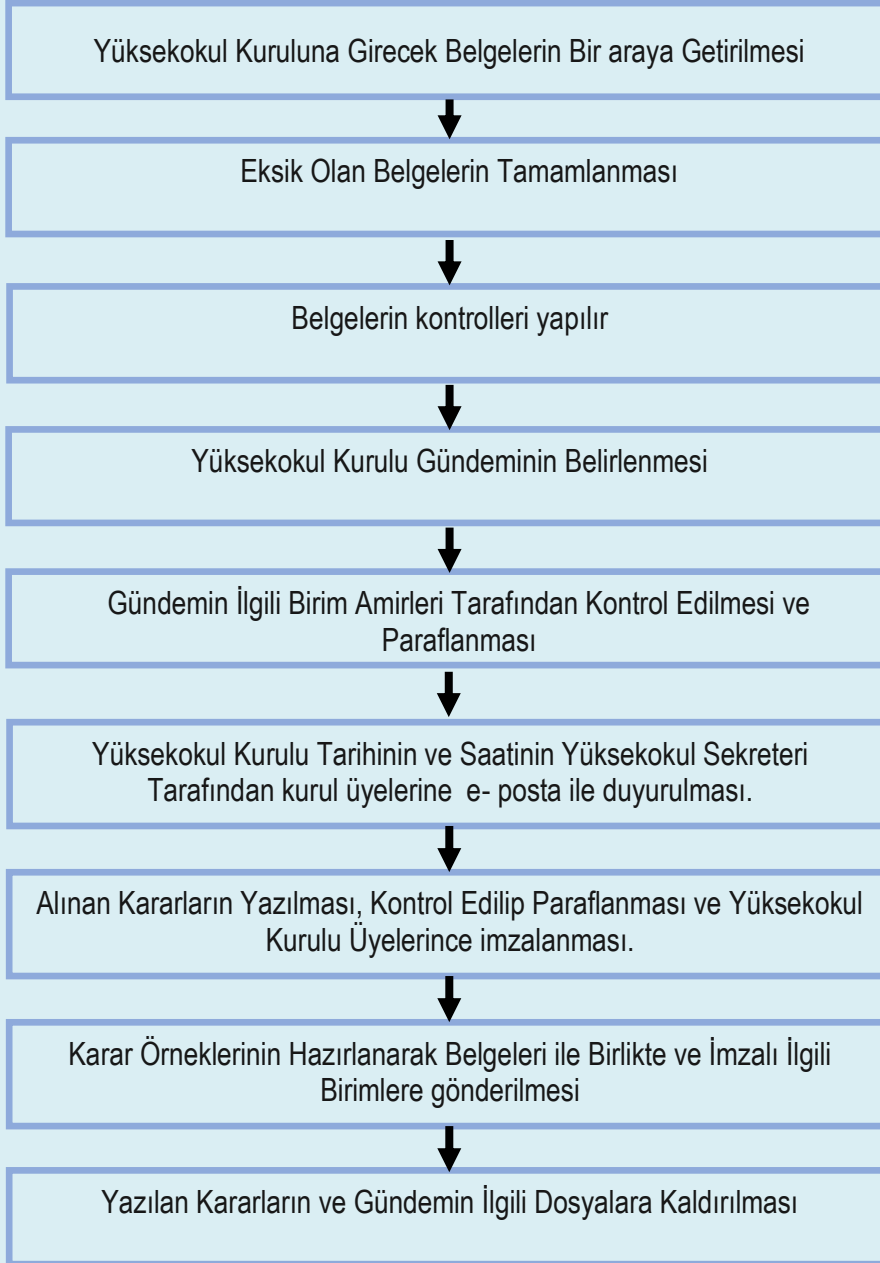 Yüksekokul Kuruluna Girecek Belgelerin Bir araya Getirilmesi
Eksik Olan Belgelerin Tamamlanması
Belgelerin kontrolleri yapılır
Yüksekokul Kurulu Gündeminin Belirlenmesi
Gündemin İlgili Birim Amirleri Tarafından Kontrol Edilmesi ve
Paraflanması
Yüksekokul Kurulu Tarihinin ve Saatinin Yüksekokul Sekreteri
Tarafından kurul üyelerine e- posta ile duyurulması.
Alınan Kararların Yazılması, Kontrol Edilip Paraflanması ve Yüksekokul
Kurulu Üyelerince imzalanması.
Karar Örneklerinin Hazırlanarak Belgeleri ile Birlikte ve İmzalı İlgili
Birimlere gönderilmesi
Yazılan Kararların ve Gündemin İlgili Dosyalara Kaldırılması